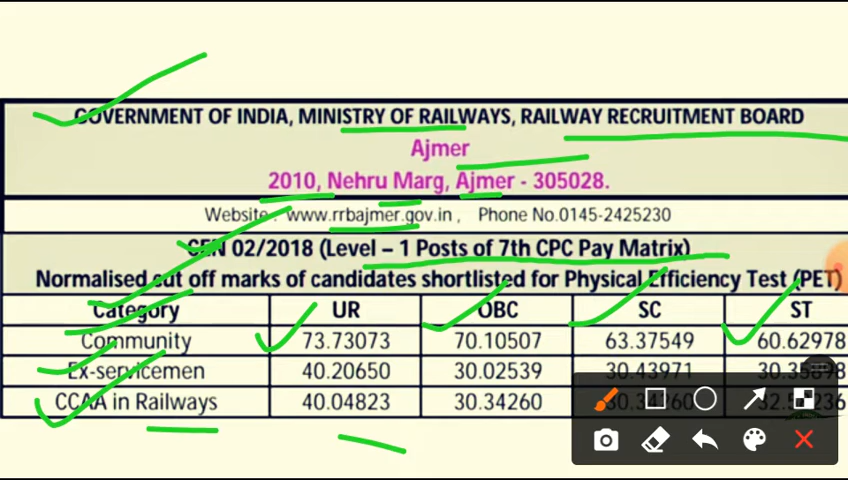 GOVERNMENT OF INDIA, MINISTRY OF RAILWAYS, RAILWAY RECRUITMENT BOARD
Ajmer
2010, Nehru Marg, Ajmer - 305028.
Website : www.rrbajmer.gov.in , Phone No.0145-2425230
CEN 02/2018 (Level – 1 Posts of 7th CPC Pay Matrix)
Normalised cut off marks of candidates shortlisted for Physical Efficiency Test (PET)
Category UR OBC SC ST
Community 73.73073 70.10507 63.37549 60.62978
Ex-servicemen 40.20650 30.02539 30.43971
CCAA in Railways 40.04823 30.34260 30.34260